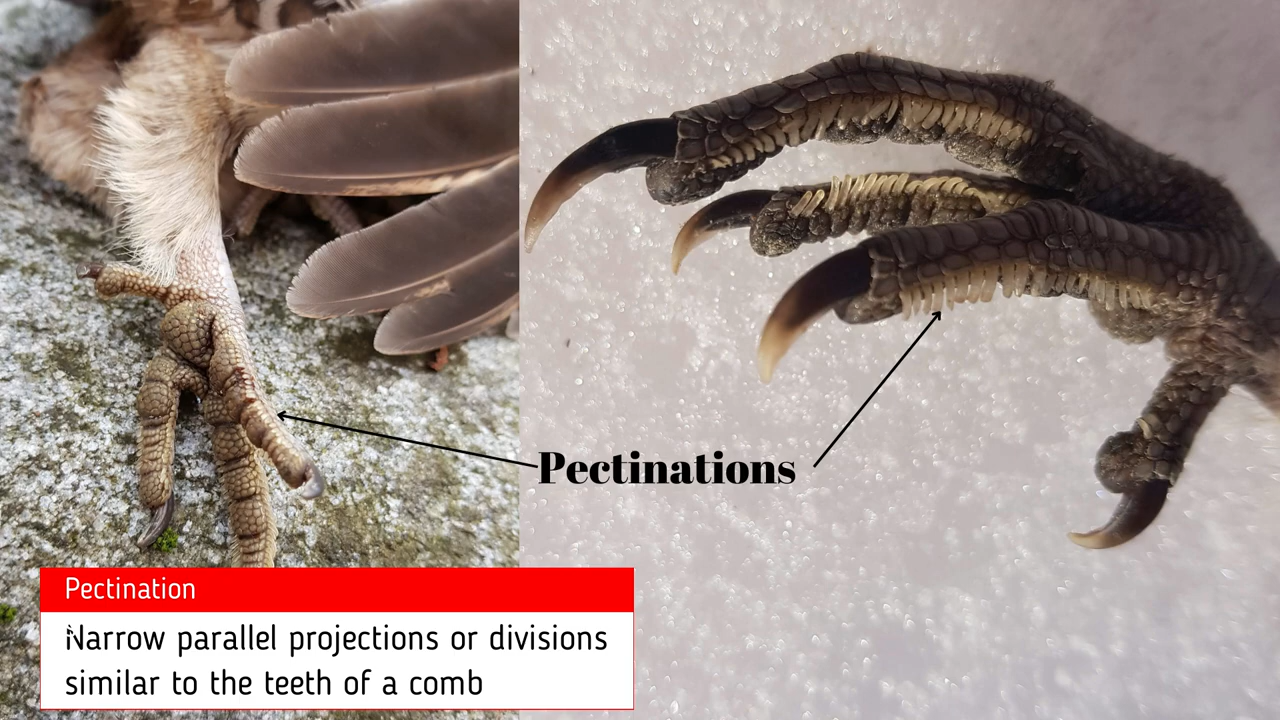 Pectinations
Pectination
Narrow parallel projections or divisions
similar to the teeth of a comb